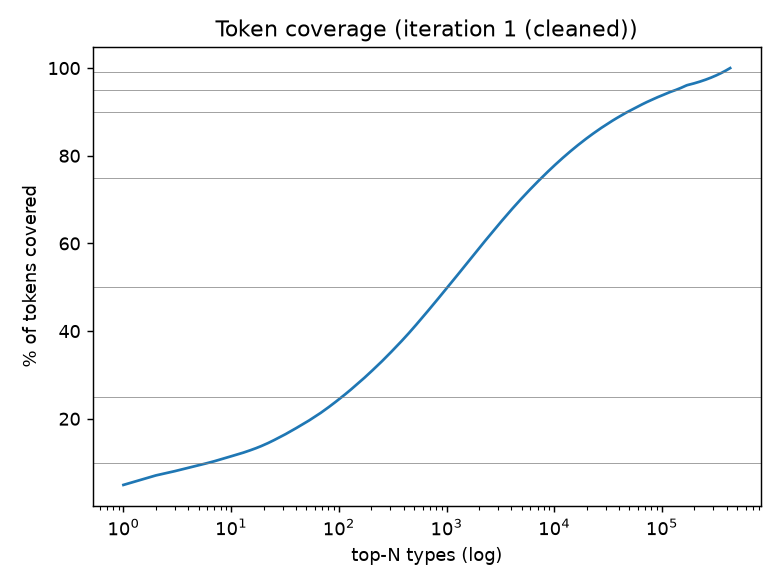 Token coverage (iteration 1 (cleaned))
% of tokens covered
100
80
60
40
20
10⁰ 10¹ 10² 10³ 10⁴ 10⁵
top-N types (log)